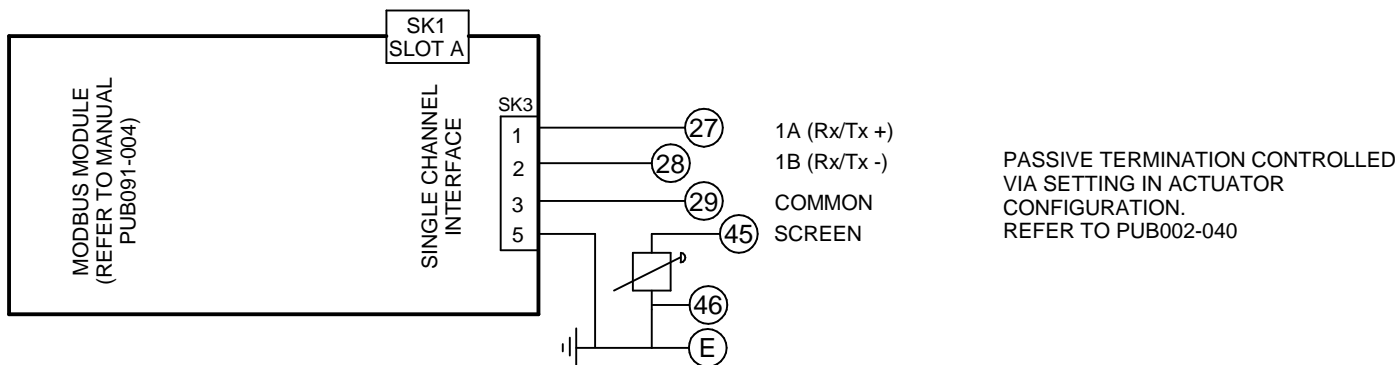 SK1
SLOT A
MODBUS MODULE
(REFER TO MANUAL
PUB091-004)
SINGLE CHANNEL
INTERFACE
SK3
1
2
3
5
27
1A (Rx/Tx +)
28
1B (Rx/Tx -)
29
COMMON
45
SCREEN
46
E
PASSIVE TERMINATION CONTROLLED
VIA SETTING IN ACTUATOR
CONFIGURATION.
REFER TO PUB002-040